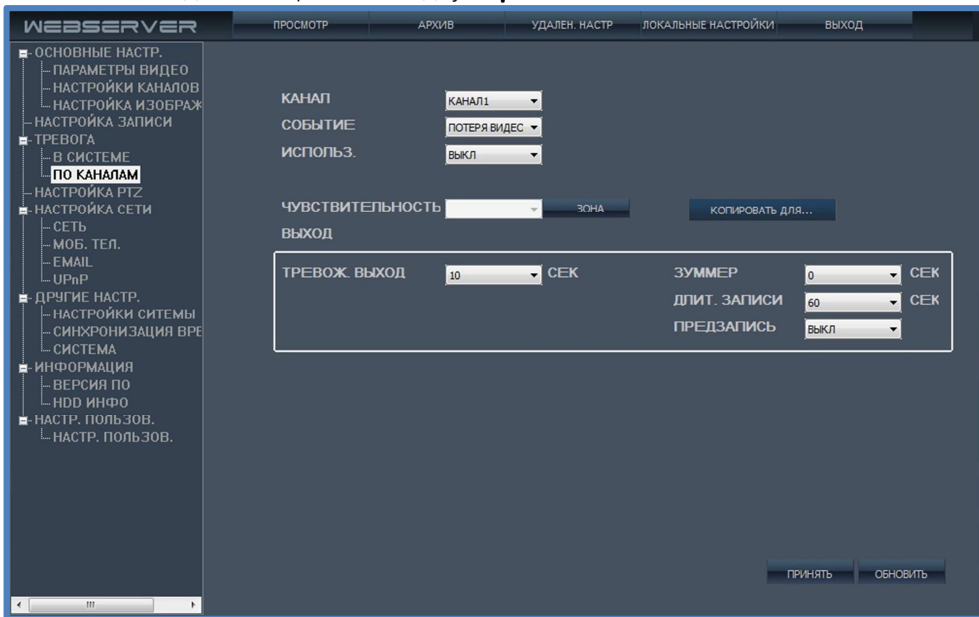 WEBSERVER
ПРОСМОТР АРХИВ УДАЛЕН. НАСТР ЛОКАЛЬНЫЕ НАСТРОЙКИ ВЫХОД
ОСНОВНЫЕ НАСТР.
ПАРАМЕТРЫ ВИДЕО
НАСТРОЙКИ КАНАЛОВ
НАСТРОЙКА ИЗОБРАЖ
НАСТРОЙКА ЗАПИСИ
ТРЕВОГА
В СИСТЕМЕ
ПО КАНАЛАМ
НАСТРОЙКА PTZ
НАСТРОЙКА СЕТИ
СЕТЬ
МОБ. ТЕЛ.
EMAIL
UPnP
ДРУГИЕ НАСТР.
НАСТРОЙКИ СИТЕМЫ
СИНХРОНИЗАЦИЯ ВРЕ
СИСТЕМА
ИНФОРМАЦИЯ
ВЕРСИЯ ПО
HDD ИНФО
НАСТР. ПОЛЬЗОВ.
НАСТР. ПОЛЬЗОВ.
КАНАЛ КАНАЛ1
СОБЫТИЕ ПОТЕРЯ ВИДЕС
ИСПОЛЬЗ. ВЫКЛ
ЧУВСТВИТЕЛЬНОСТЬ ЗОНА КОПИРОВАТЬ ДЛЯ...
ВЫХОД
ТРЕВОЖ. ВЫХОД 10 СЕК ЗУММЕР 0 СЕК
ДЛИТ. ЗАПИСИ 60 СЕК
ПРЕДЗАПИСЬ ВЫКЛ
ПРИНЯТЬ ОБНОВИТЬ